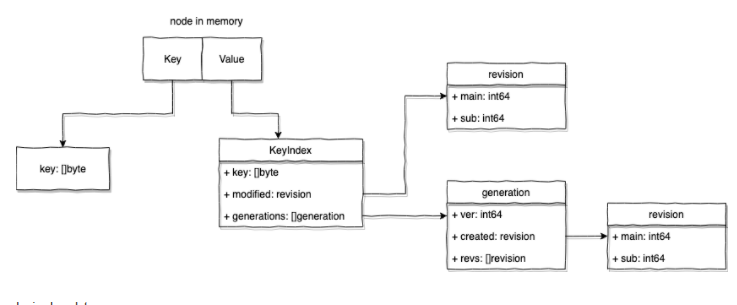 node in memory
Key
Value
key: []byte
KeyIndex
+ key: []byte
+ modified: revision
+ generations: []generation
revision
+ main: int64
+ sub: int64
generation
+ ver: int64
+ created: revision
+ revs: []revision
revision
+ main: int64
+ sub: int64